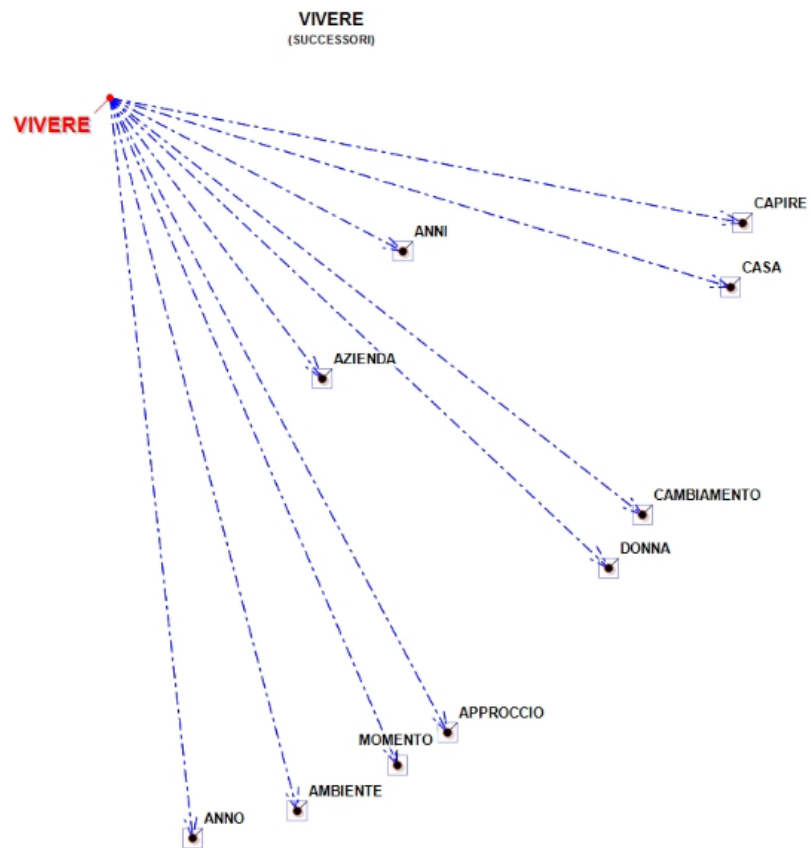 VIVERE
(SUCCESSORI)
VIVERE
CAPIRE
ANNI
CASA
AZIENDA
CAMBIAMENTO
DONNA
APPROCCIO
MOMENTO
AMBIENTE
ANNO